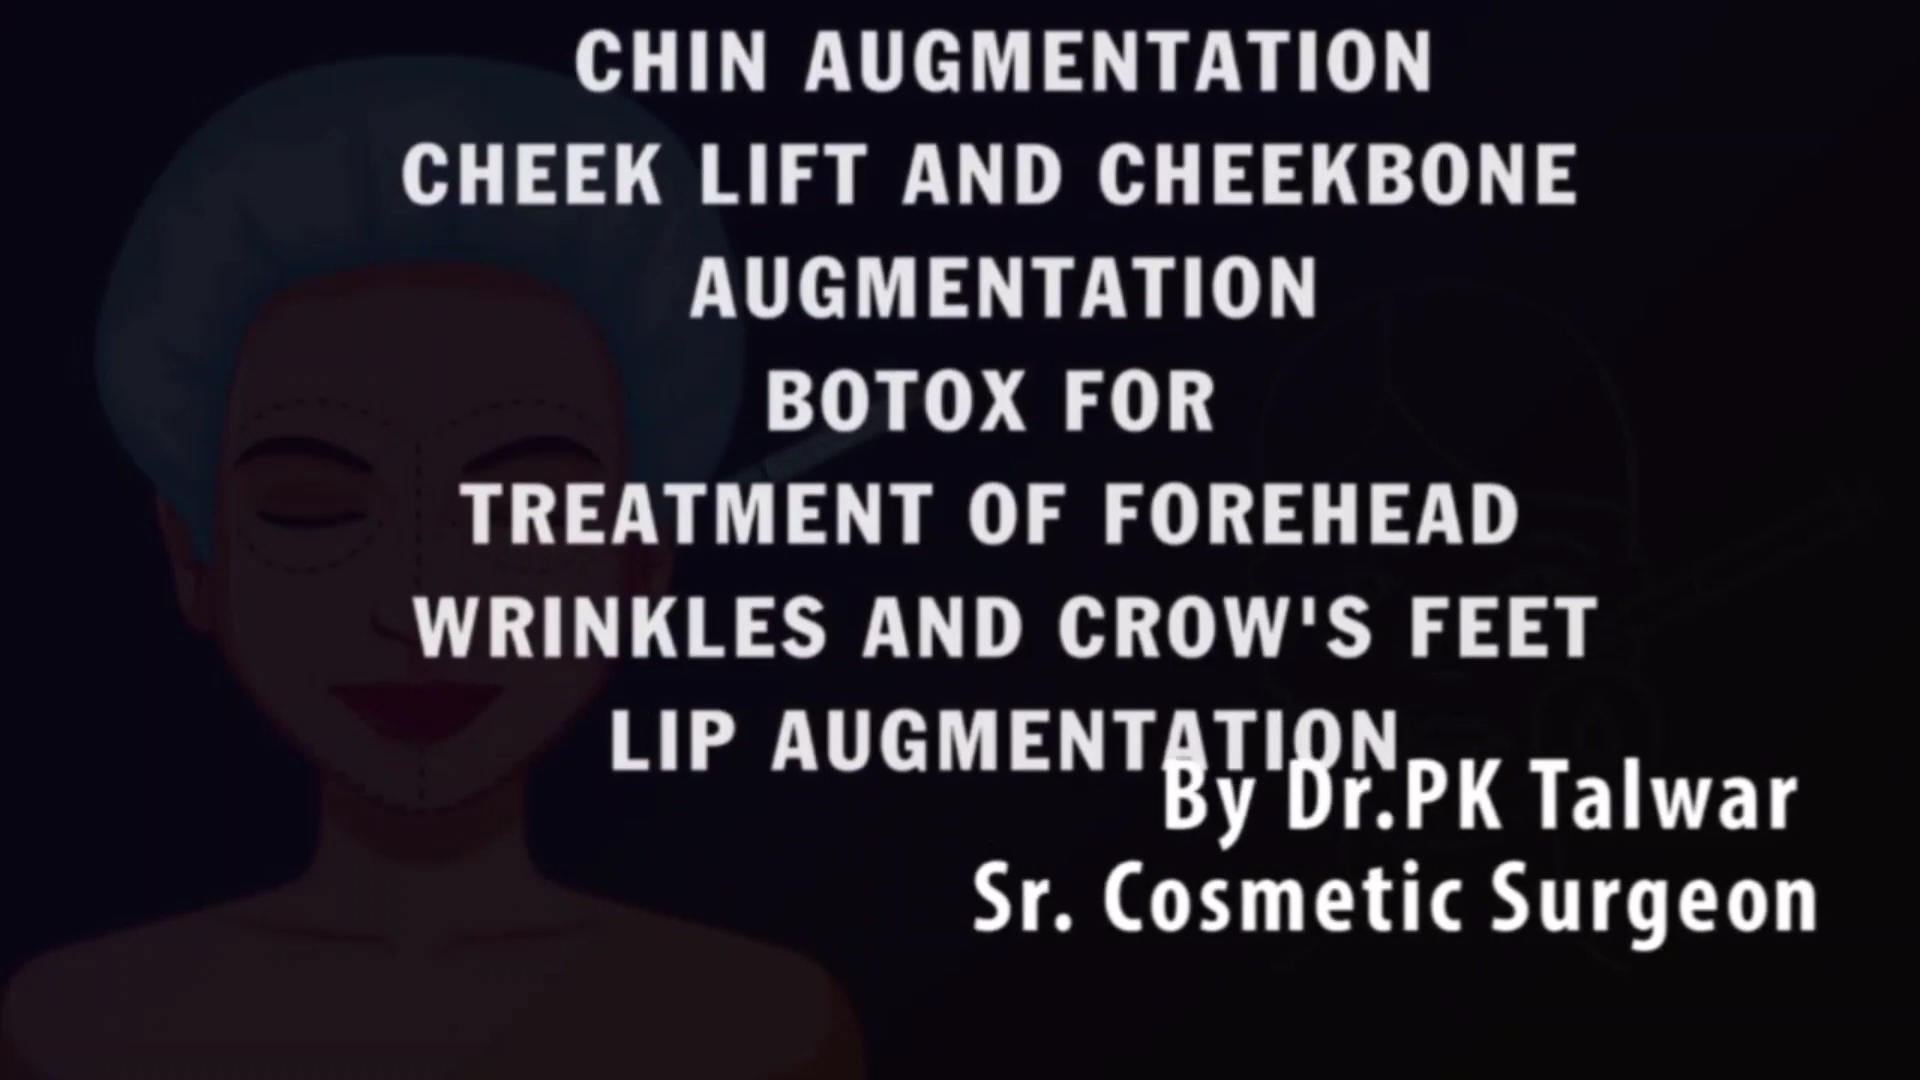 CHIN AUGMENTATION
CHEEK LIFT AND CHEEKBONE
AUGMENTATION
BOTOX FOR
TREATMENT OF FOREHEAD
WRINKLES AND CROW'S FEET
LIP AUGMENTATION
By Dr.PK Talwar
Sr. Cosmetic Surgeon